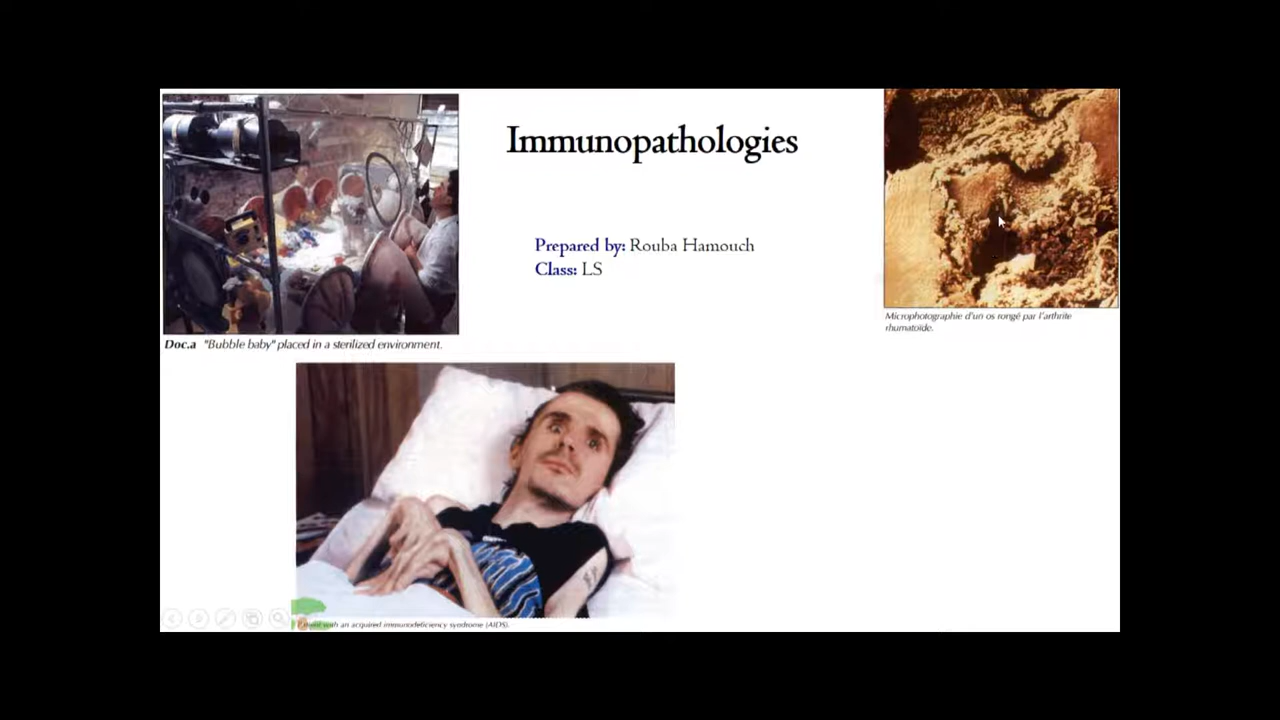 Immunopathologies
Prepared by: Rouba Hamouch
Class: LS
Microphotographie d'un os rongé par l'arthrite
rhumatoïde.
Doc.a "Bubble baby" placed in a sterilized environment.
with an acquired immunodeficiency syndrome (AIDS).